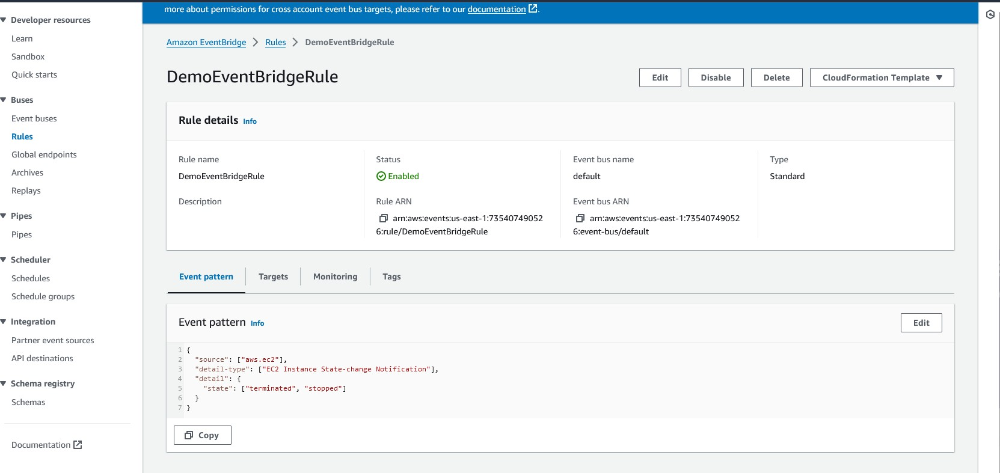 more about permissions for cross account event bus targets, please refer to our documentation.
Developer resources
Learn
Sandbox
Quick starts
Buses
Event buses
Rules
Global endpoints
Archives
Replays
Pipes
Pipes
Scheduler
Schedules
Schedule groups
Integration
Partner event sources
API destinations
Schema registry
Schemas
Documentation
Amazon EventBridge > Rules > DemoEventBridgeRule
DemoEventBridgeRule
Edit
Disable
Delete
CloudFormation Template
Rule details Info
Rule name
DemoEventBridgeRule
Description
Status
Enabled
Rule ARN
arn:aws:events:us-east-1:73540749052
6:rule/DemoEventBridgeRule
Event bus name
default
Event bus ARN
arn:aws:events:us-east-1:73540749052
6:event-bus/default
Type
Standard
Event pattern
Targets
Monitoring
Tags
Event pattern Info
Edit
1 {
2 "source": ["aws.ec2"],
3 "detail-type": ["EC2 Instance State-change Notification"],
4 "detail": {
5 "state": ["terminated", "stopped"]
6 }
7 }
Copy